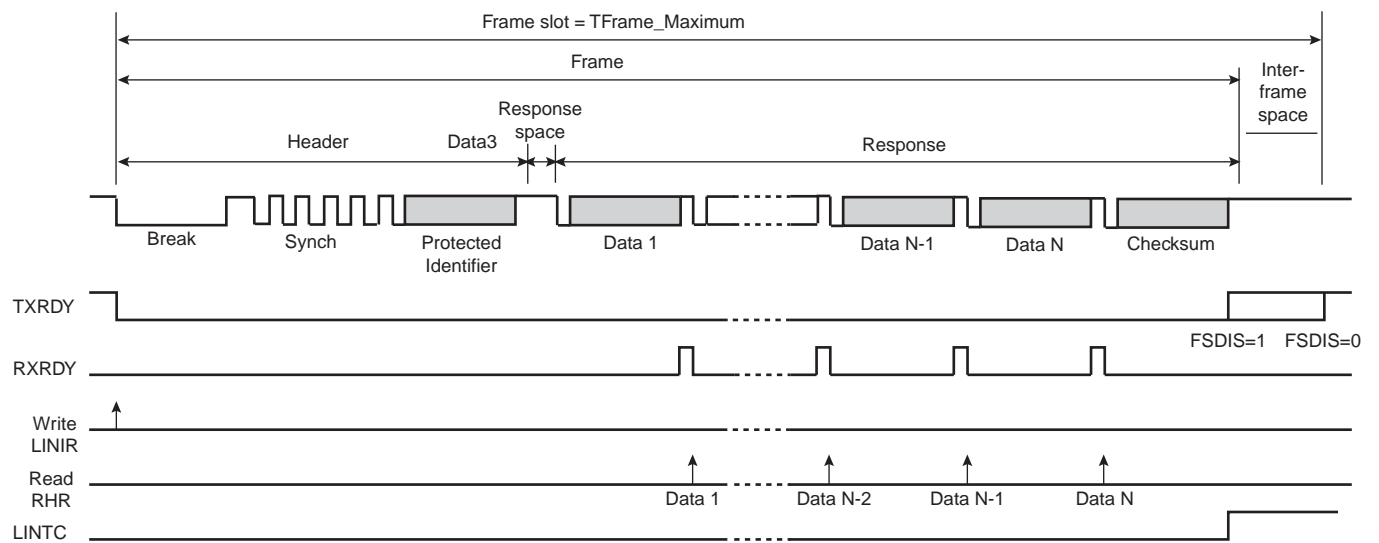 Frame slot = TFrame_Maximum
Frame
Inter-
frame
space
Response
space
Header
Data3
Response
Break
Synch
Protected
Identifier
Data 1
Data N-1
Data N
Checksum
TXRDY
FSDIS=1
FSDIS=0
RXRDY
Write
LINIR
Read
RHR
Data 1
Data N-2
Data N-1
Data N
LINTC